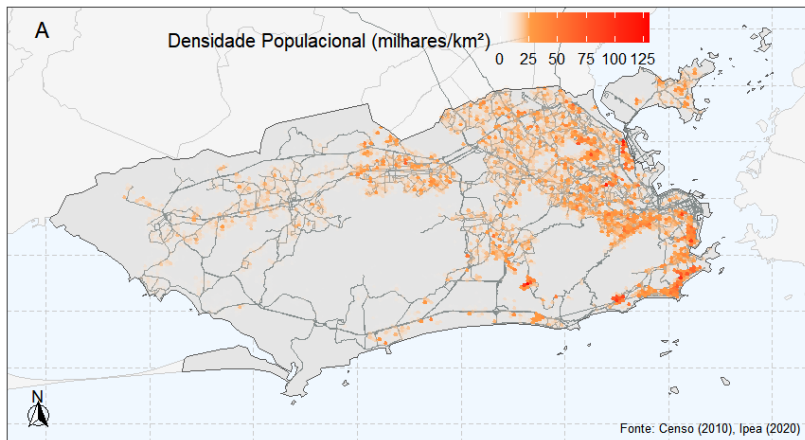 A
Densidade Populacional (milhares/km²)
0 25 50 75 100 125
N
Fonte: Censo (2010), Ipea (2020)